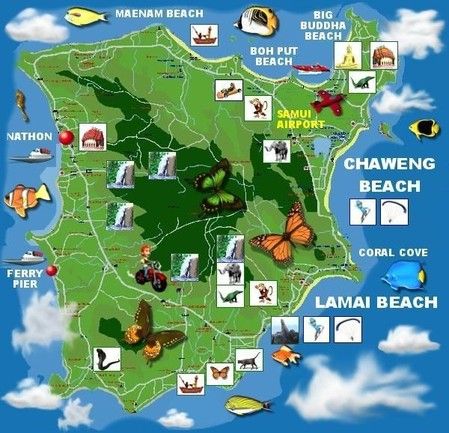 MAENAM BEACH
BIG
BUDDHA
BEACH
BOH PUT
BEACH
SAMUI
AIRPORT
NATHON
CHAWENG
BEACH
CORAL COVE
FERRY
PIER
LAMAI BEACH